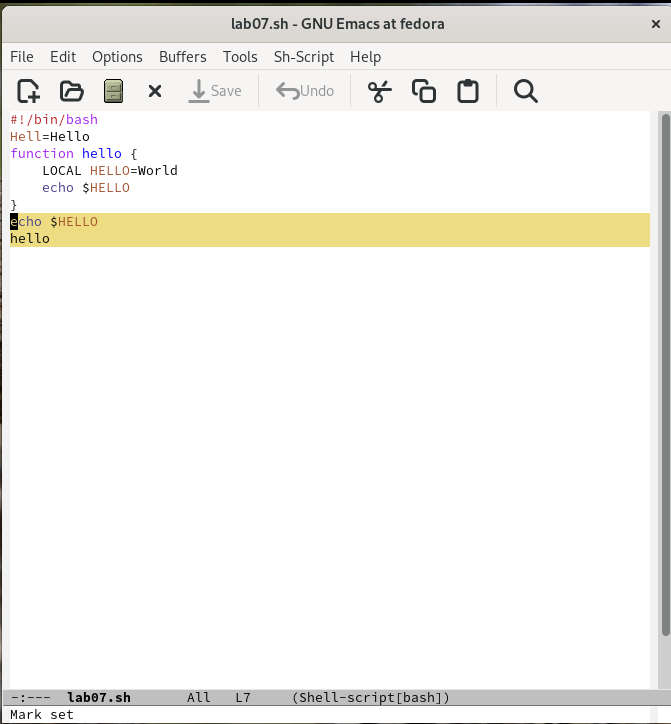 lab07.sh - GNU Emacs at fedora
File Edit Options Buffers Tools Sh-Script Help
Save Undo
#!/bin/bash
Hell=Hello
function hello {
    LOCAL HELLO=World
    echo $HELLO
}
echo $HELLO
hello
-:--- lab07.sh All L7 (Shell-script[bash])
Mark set